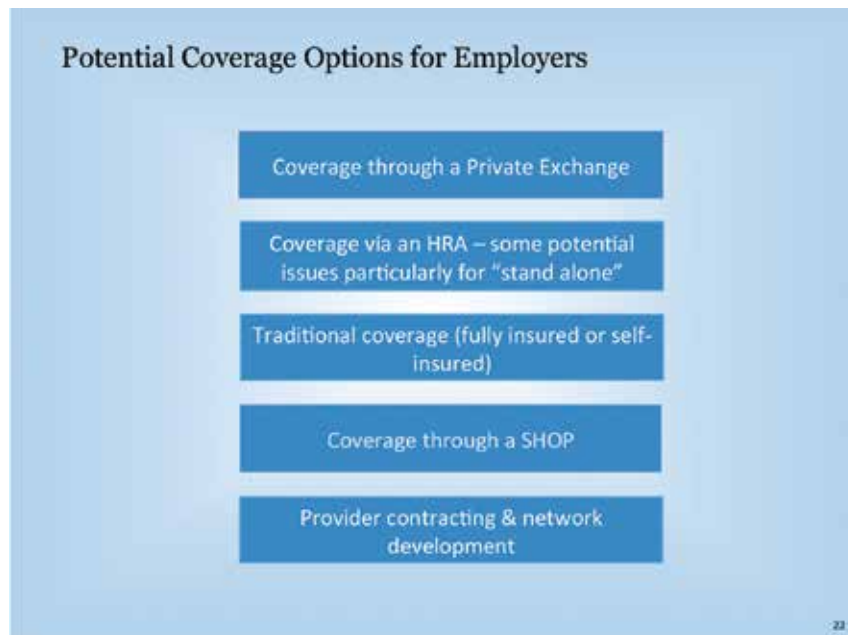 Potential Coverage Options for Employers
Coverage through a Private Exchange
Coverage via an HRA – some potential
issues particularly for “stand alone”
Traditional coverage (fully insured or self-
insured)
Coverage through a SHOP
Provider contracting & network
development
22